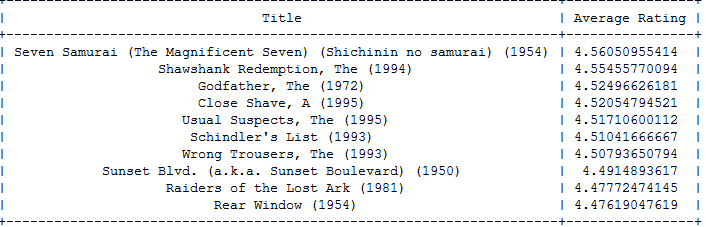 +---------------------------------------------------------------------+----------------+
| Title | Average Rating |
+---------------------------------------------------------------------+----------------+
| Seven Samurai (The Magnificent Seven) (Shichinin no samurai) (1954) | 4.56050955414 |
| Shawshank Redemption, The (1994) | 4.55455770094 |
| Godfather, The (1972) | 4.52496626181 |
| Close Shave, A (1995) | 4.52054794521 |
| Usual Suspects, The (1995) | 4.51710600112 |
| Schindler's List (1993) | 4.51041666667 |
| Wrong Trousers, The (1993) | 4.50793650794 |
| Sunset Blvd. (a.k.a. Sunset Boulevard) (1950) | 4.4914893617 |
| Raiders of the Lost Ark (1981) | 4.47772474145 |
| Rear Window (1954) | 4.47619047619 |
+---------------------------------------------------------------------+----------------+